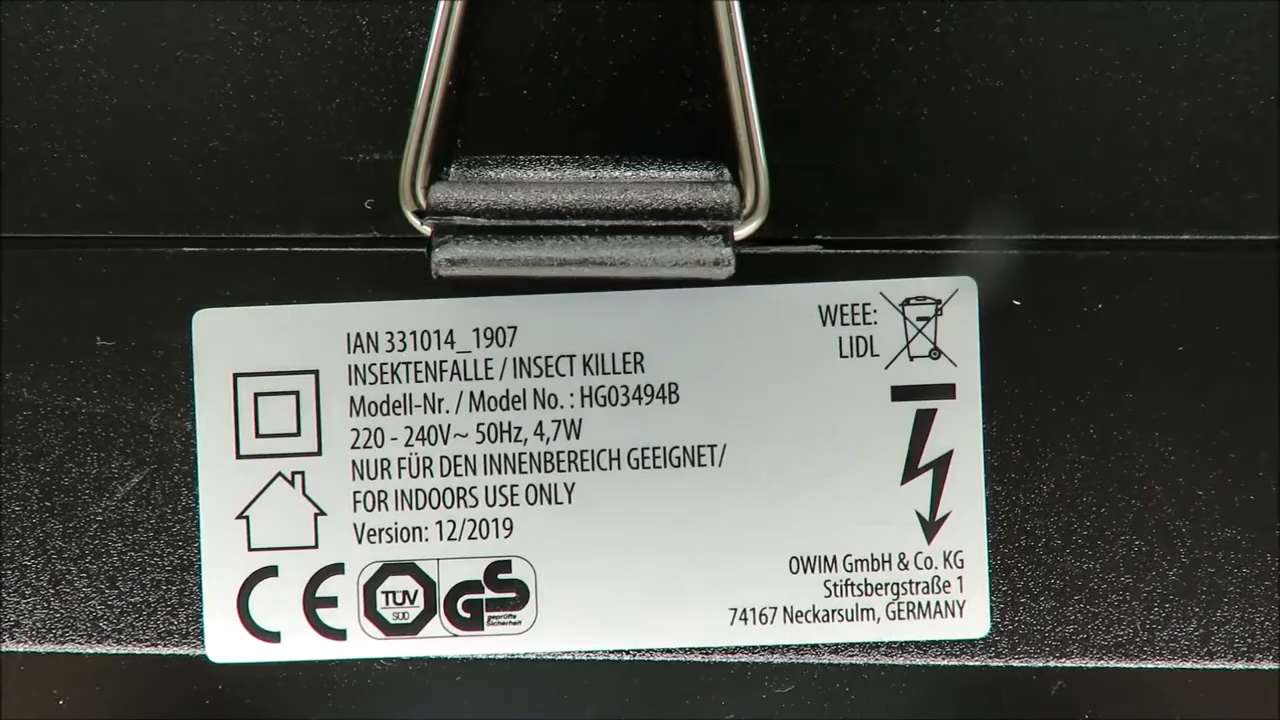 IAN 331014_1907
INSEKTENFALLE / INSECT KILLER
Modell-Nr. / Model No. : HG03494B
220 - 240V~ 50Hz, 4,7W
NUR FÜR DEN INNENBEREICH GEEIGNET/
FOR INDOORS USE ONLY
Version: 12/2019
CE
TÜV
SÜD
GS
geprüfte
Sicherheit
WEEE:
LIDL
OWIM GmbH & Co. KG
Stiftsbergstraße 1
74167 Neckarsulm, GERMANY